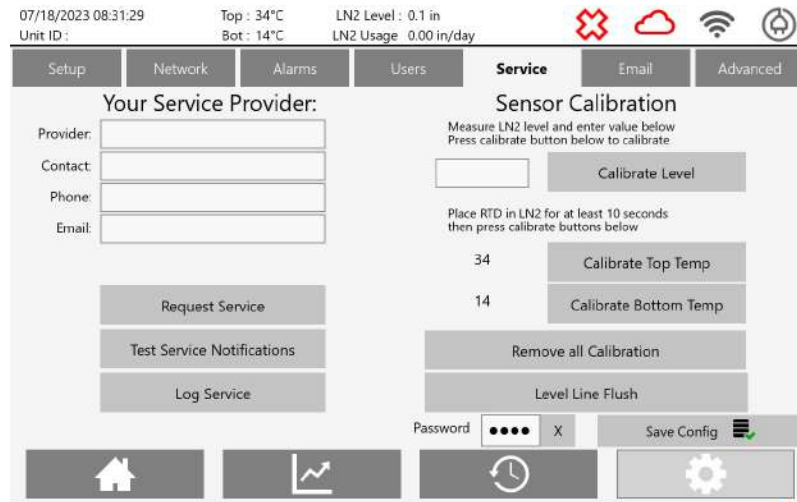 07/18/2023 08:31:29 Top : 34°C LN2 Level : 0.1 in
Unit ID : Bot : 14°C LN2 Usage 0.00 in/day
Setup Network Alarms Users Service Email Advanced
Your Service Provider:
Provider:
Contact:
Phone:
Email:
Request Service
Test Service Notifications
Log Service
Sensor Calibration
Measure LN2 level and enter value below
Press calibrate button below to calibrate
Calibrate Level
Place RTD in LN2 for at least 10 seconds
then press calibrate buttons below
34 Calibrate Top Temp
14 Calibrate Bottom Temp
Remove all Calibration
Level Line Flush
Password ●●●● X Save Config